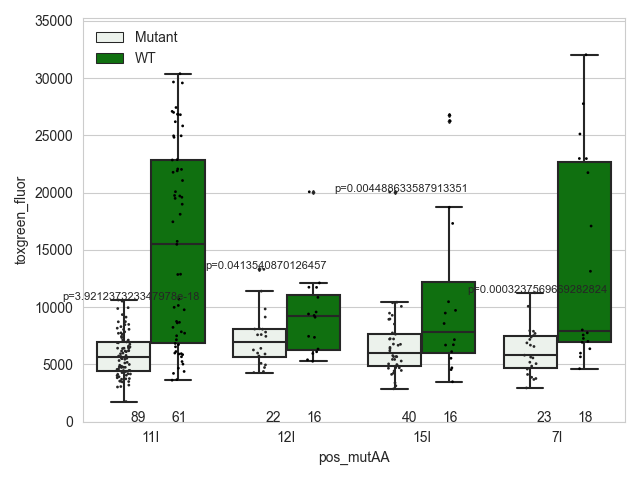 35000
30000
25000
20000
15000
10000
5000
0
toxgreen_fluor
Mutant
WT
p=3.921237323347978e-18
p=0.0413540870126457
p=0.004488633587913351
p=0.0003237569669282824
89 61 22 16 40 16 23 18
11I 12I 15I 7I
pos_mutAA